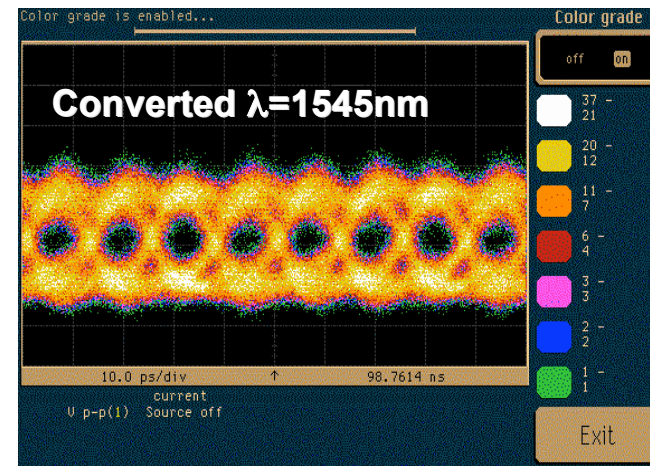 Color grade is enabled...
Color grade
off on
Converted λ=1545nm
37 -
21
20 -
12
11 -
7
6 -
4
3 -
3
2 -
2
1 -
1
10.0 ps/div ↑ 98.7614 ns
current
V p-p(1) Source off
Exit